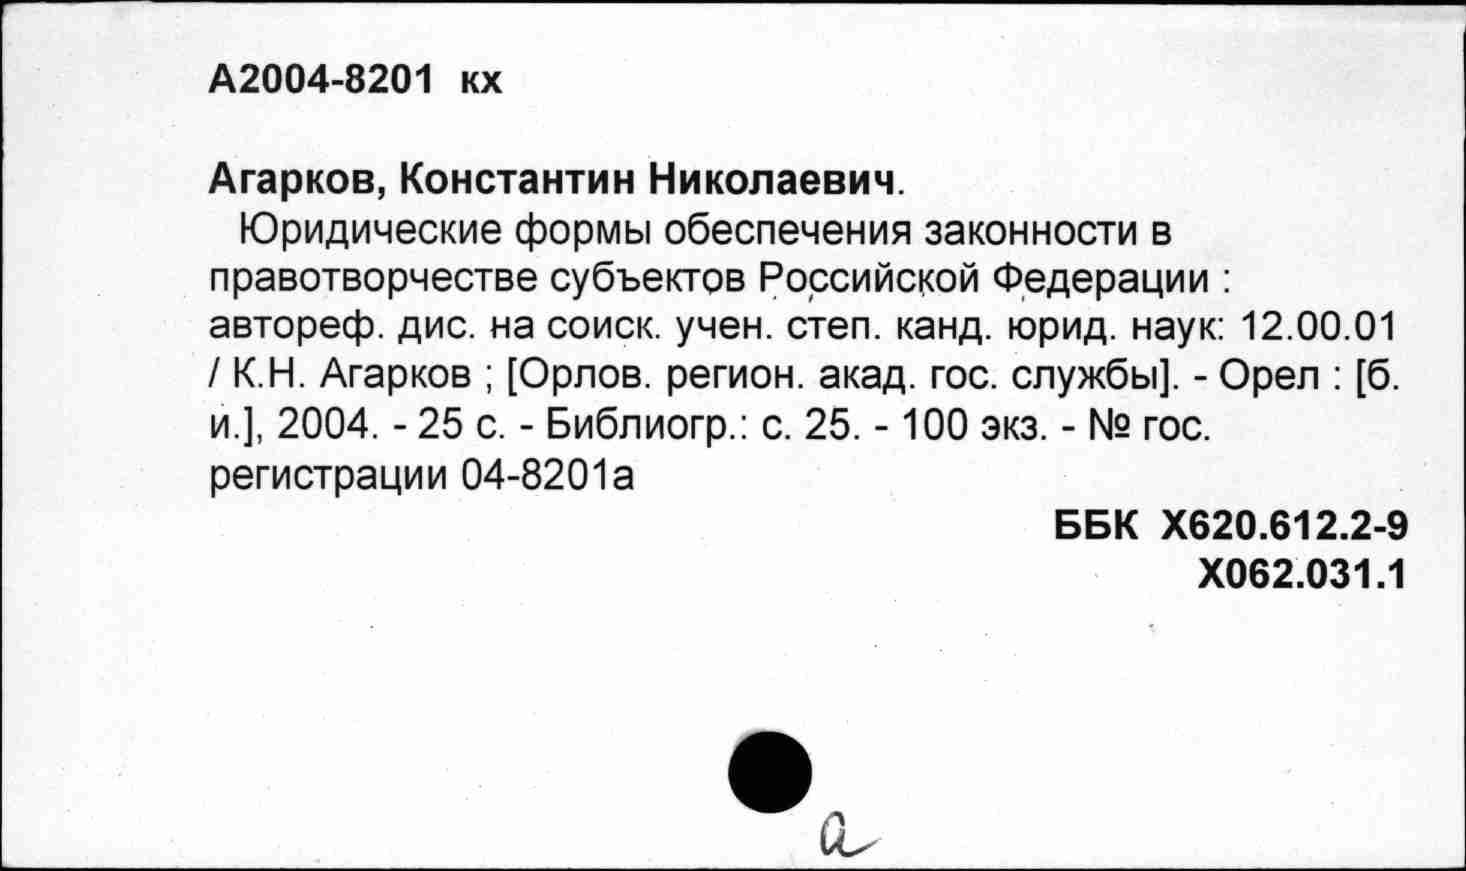 А2004-8201 кх
Агарков, Константин Николаевич.
Юридические формы обеспечения законности в
правотворчестве субъектов Российской Федерации :
автореф. дис. на соиск. учен. степ. канд. юрид. наук: 12.00.01
/ К.Н. Агарков ; [Орлов. регион. акад. гос. службы]. - Орел : [б.
и.], 2004. - 25 с. - Библиогр.: с. 25. - 100 экз. - № гос.
регистрации 04-8201а
ББК Х620.612.2-9
Х062.031.1
а